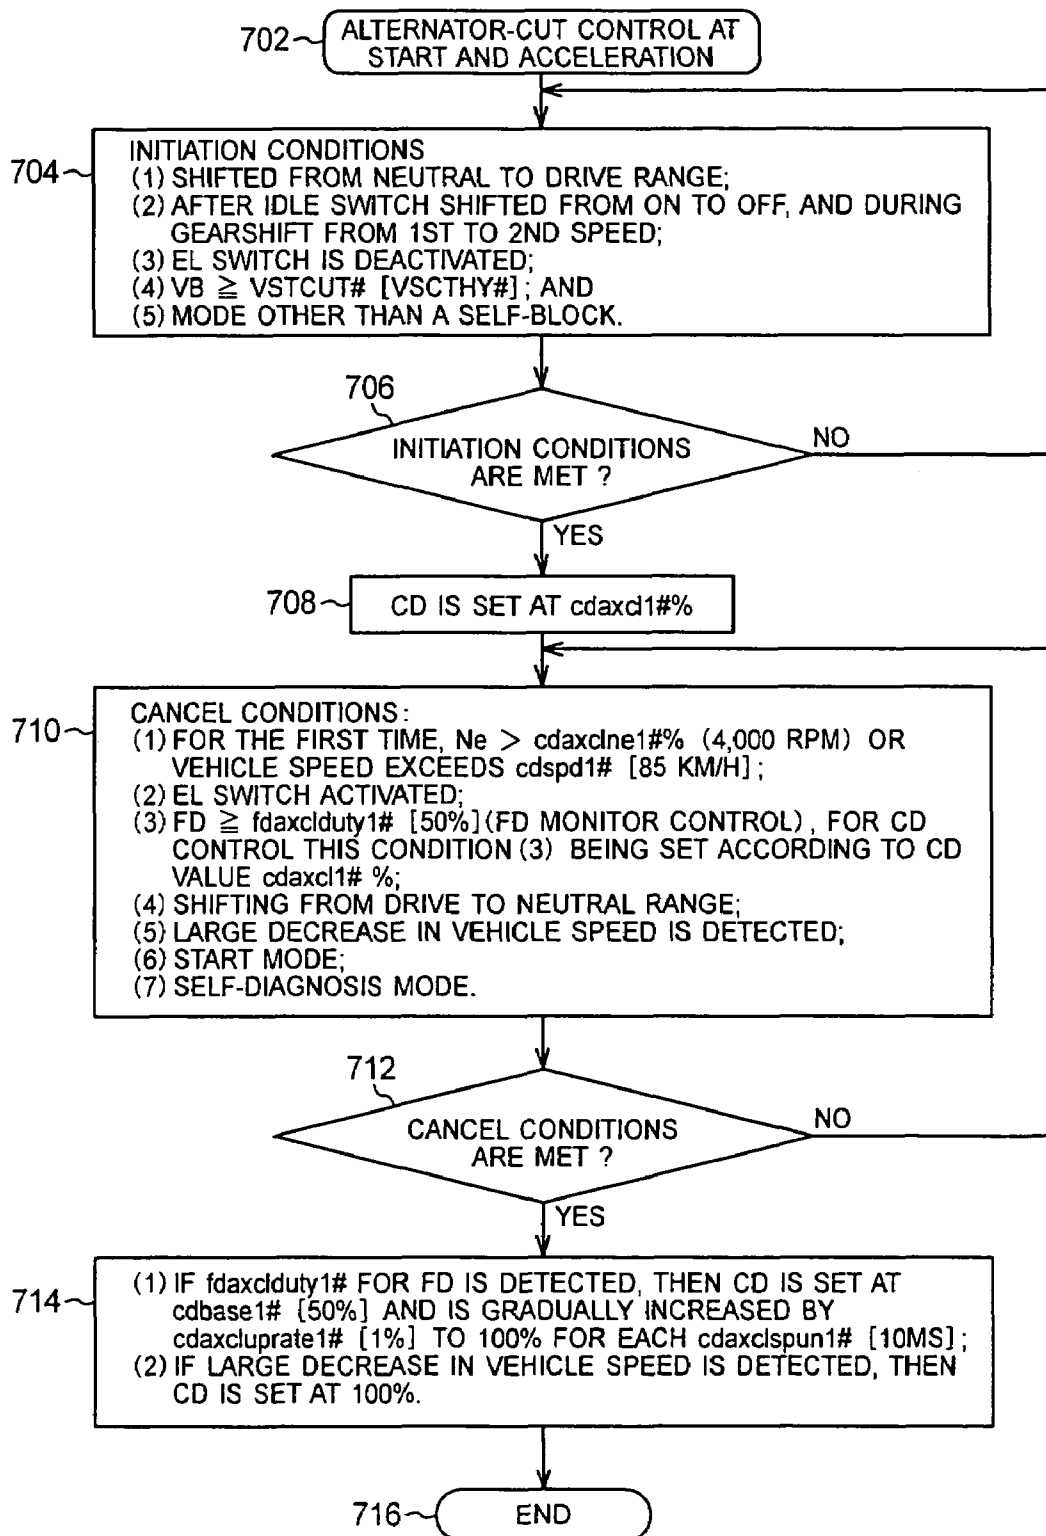 702
ALTERNATOR-CUT CONTROL AT
START AND ACCELERATION
704
INITIATION CONDITIONS
(1) SHIFTED FROM NEUTRAL TO DRIVE RANGE;
(2) AFTER IDLE SWITCH SHIFTED FROM ON TO OFF, AND DURING
GEARSHIFT FROM 1ST TO 2ND SPEED;
(3) EL SWITCH IS DEACTIVATED;
(4) VB ≧ VSTCUT# [VSCTHY#]; AND
(5) MODE OTHER THAN A SELF-BLOCK.
706
INITIATION CONDITIONS
ARE MET ?
NO
YES
708
CD IS SET AT cdaxcl1#%
710
CANCEL CONDITIONS:
(1) FOR THE FIRST TIME, Ne > cdaxclne1#% (4,000 RPM) OR
VEHICLE SPEED EXCEEDS cdspd1# [85 KM/H];
(2) EL SWITCH ACTIVATED;
(3) FD ≧ fdaxclduty1# [50%] (FD MONITOR CONTROL), FOR CD
CONTROL THIS CONDITION (3) BEING SET ACCORDING TO CD
VALUE cdaxcl1# %;
(4) SHIFTING FROM DRIVE TO NEUTRAL RANGE;
(5) LARGE DECREASE IN VEHICLE SPEED IS DETECTED;
(6) START MODE;
(7) SELF-DIAGNOSIS MODE.
712
CANCEL CONDITIONS
ARE MET ?
NO
YES
714
(1) IF fdaxclduty1# FOR FD IS DETECTED, THEN CD IS SET AT
cdbase1# [50%] AND IS GRADUALLY INCREASED BY
cdaxcluprate1# [1%] TO 100% FOR EACH cdaxclspun1# [10MS];
(2) IF LARGE DECREASE IN VEHICLE SPEED IS DETECTED, THEN
CD IS SET AT 100%.
716
END